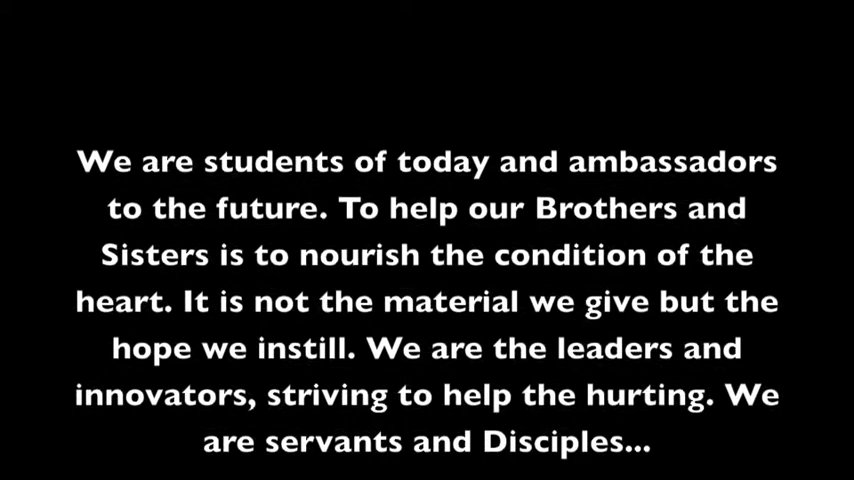 We are students of today and ambassadors
to the future. To help our Brothers and
Sisters is to nourish the condition of the
heart. It is not the material we give but the
hope we instill. We are the leaders and
innovators, striving to help the hurting. We
are servants and Disciples...